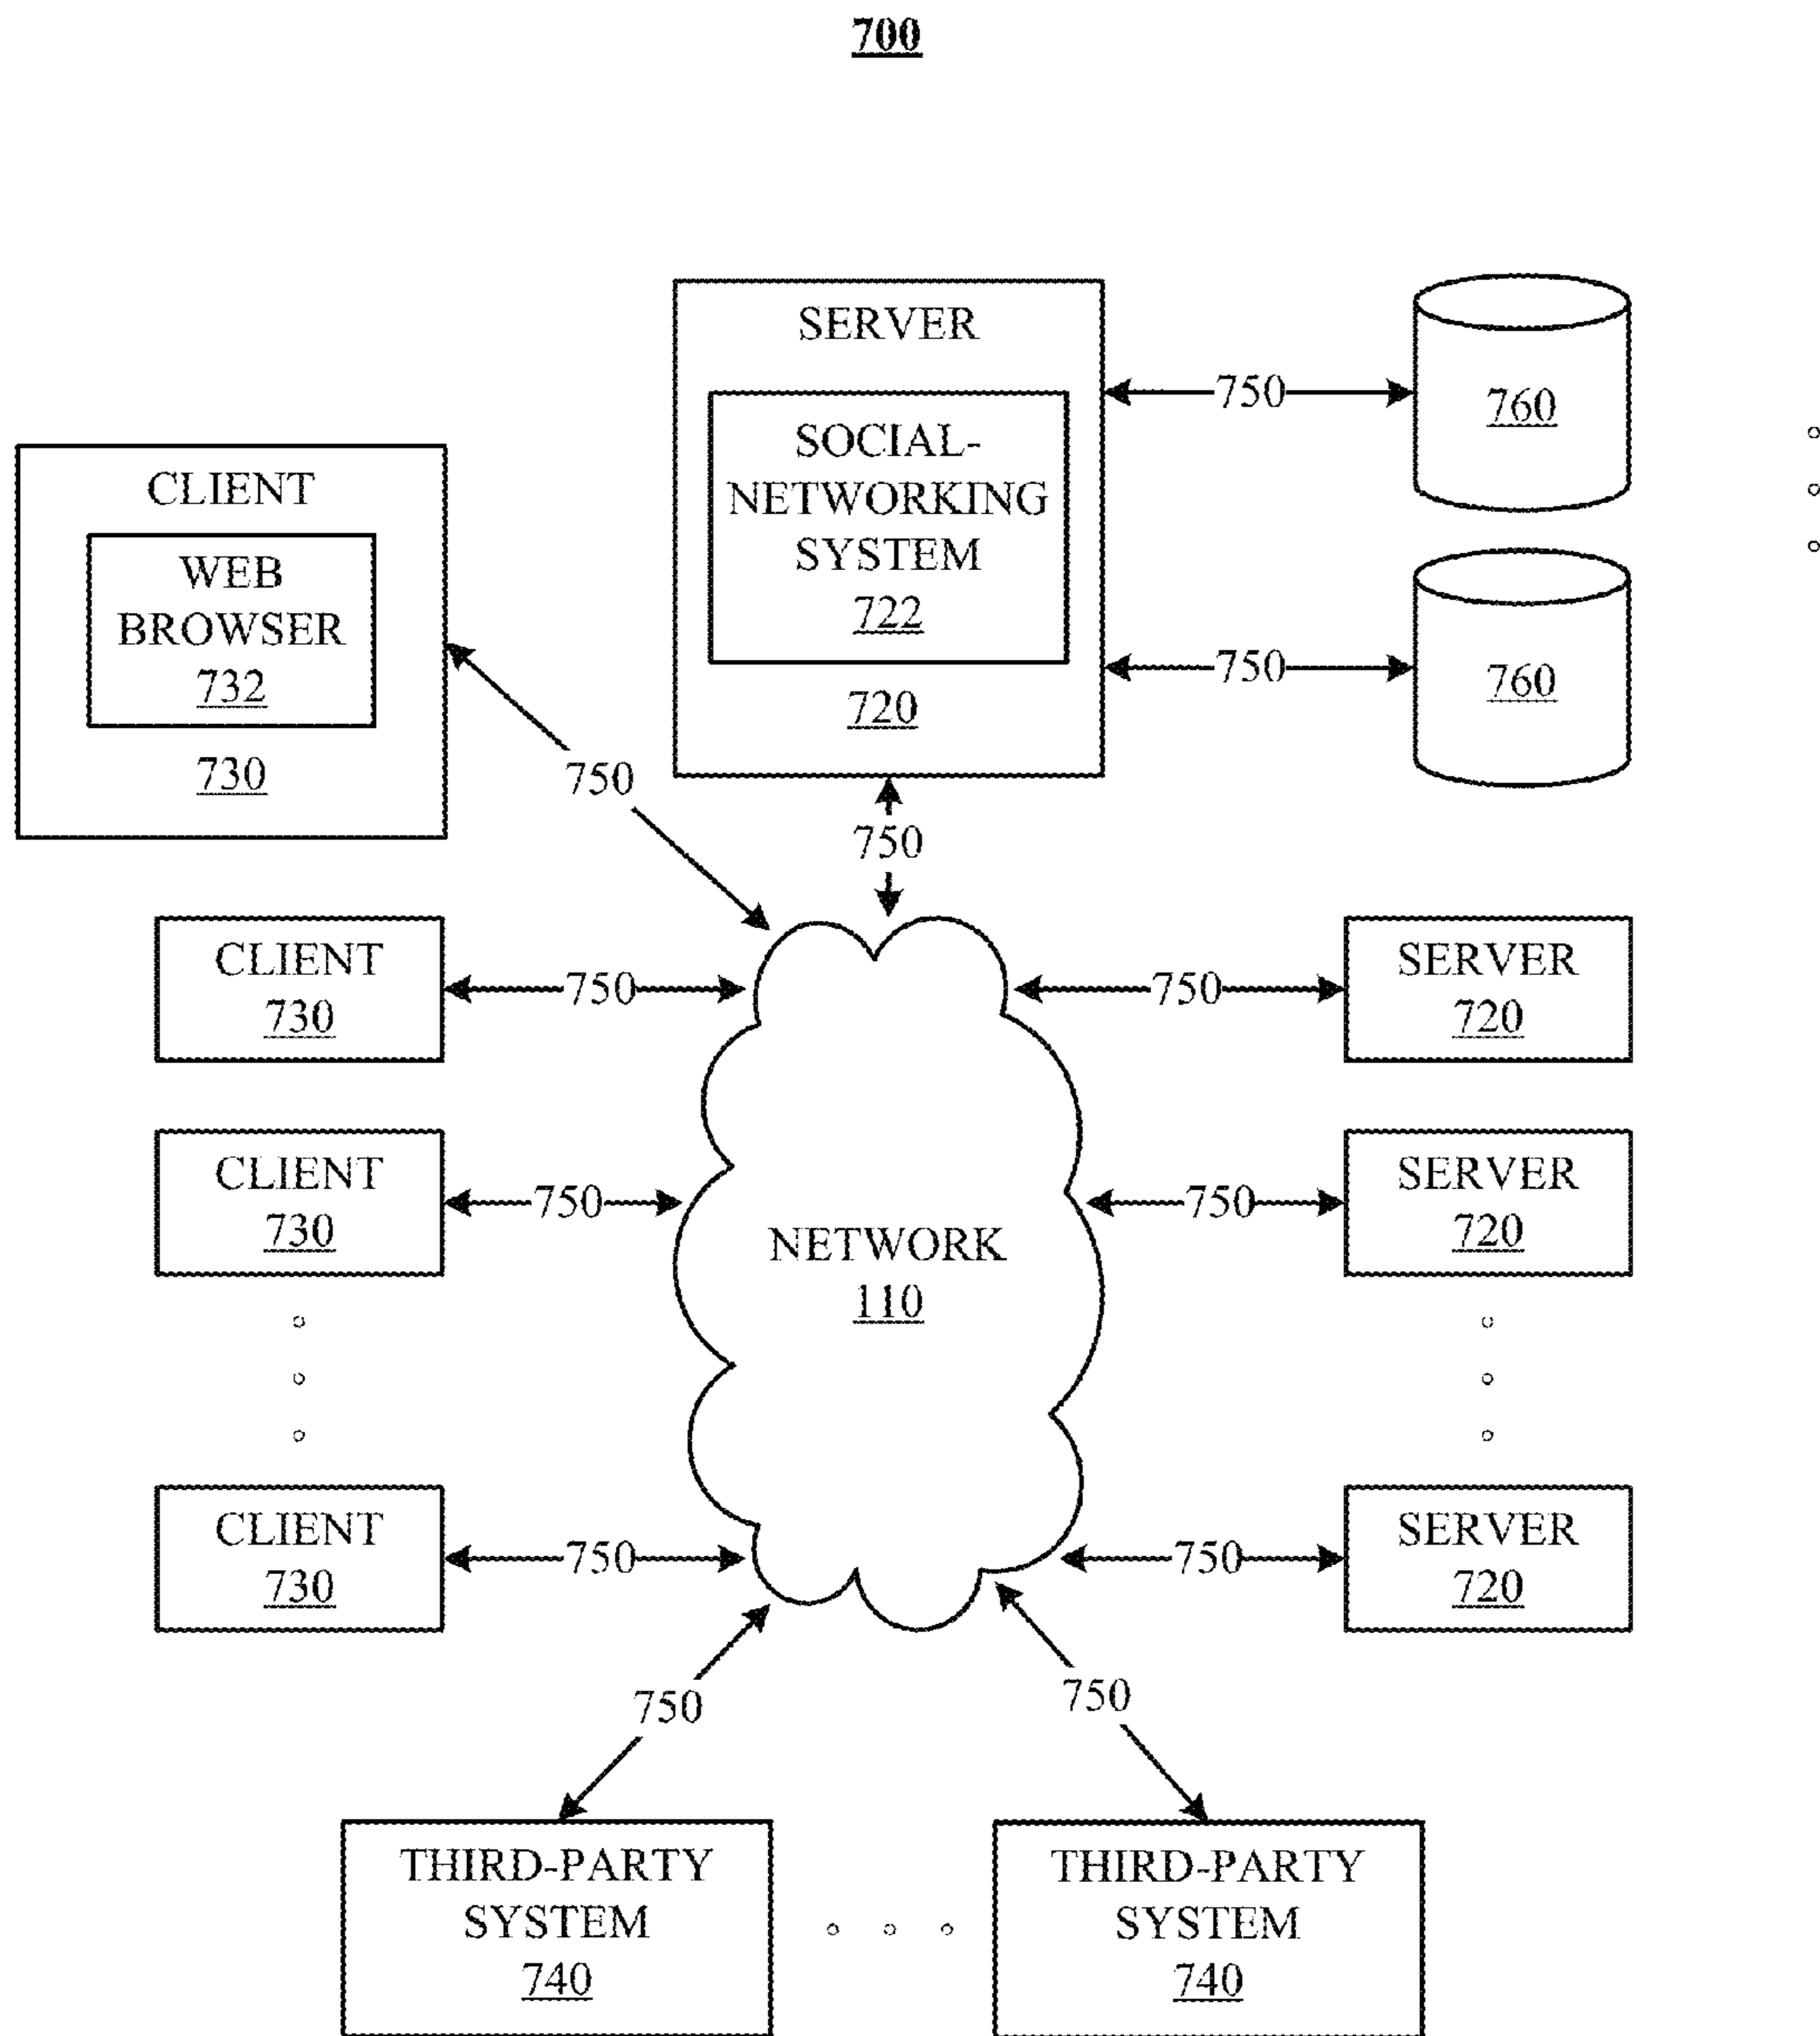 700
SERVER
SOCIAL-
NETWORKING
SYSTEM
722
720
750
760
750
760
CLIENT
WEB
BROWSER
732
730
750
750
CLIENT
730
750
750
SERVER
720
CLIENT
730
750
750
SERVER
720
NETWORK
110
CLIENT
730
750
750
SERVER
720
750
750
THIRD-PARTY
SYSTEM
740
THIRD-PARTY
SYSTEM
740